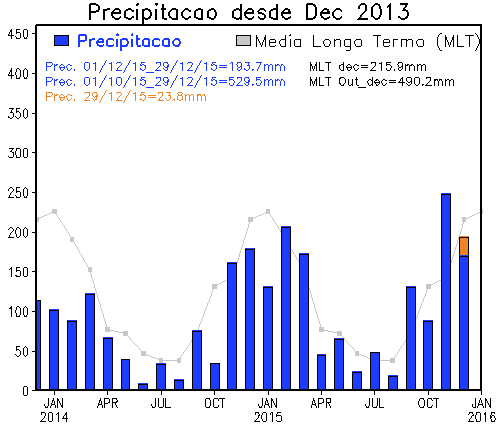 Precipitacao desde Dec 2013
Precipitacao Media Longo Termo (MLT)
Prec. 01/12/15_29/12/15=193.7mm MLT dec=215.9mm
Prec. 01/10/15_29/12/15=529.5mm MLT Out_dec=490.2mm
Prec. 29/12/15=23.8mm
450
400
350
300
250
200
150
100
50
0
JAN APR JUL OCT JAN APR JUL OCT JAN
2014 2015 2016